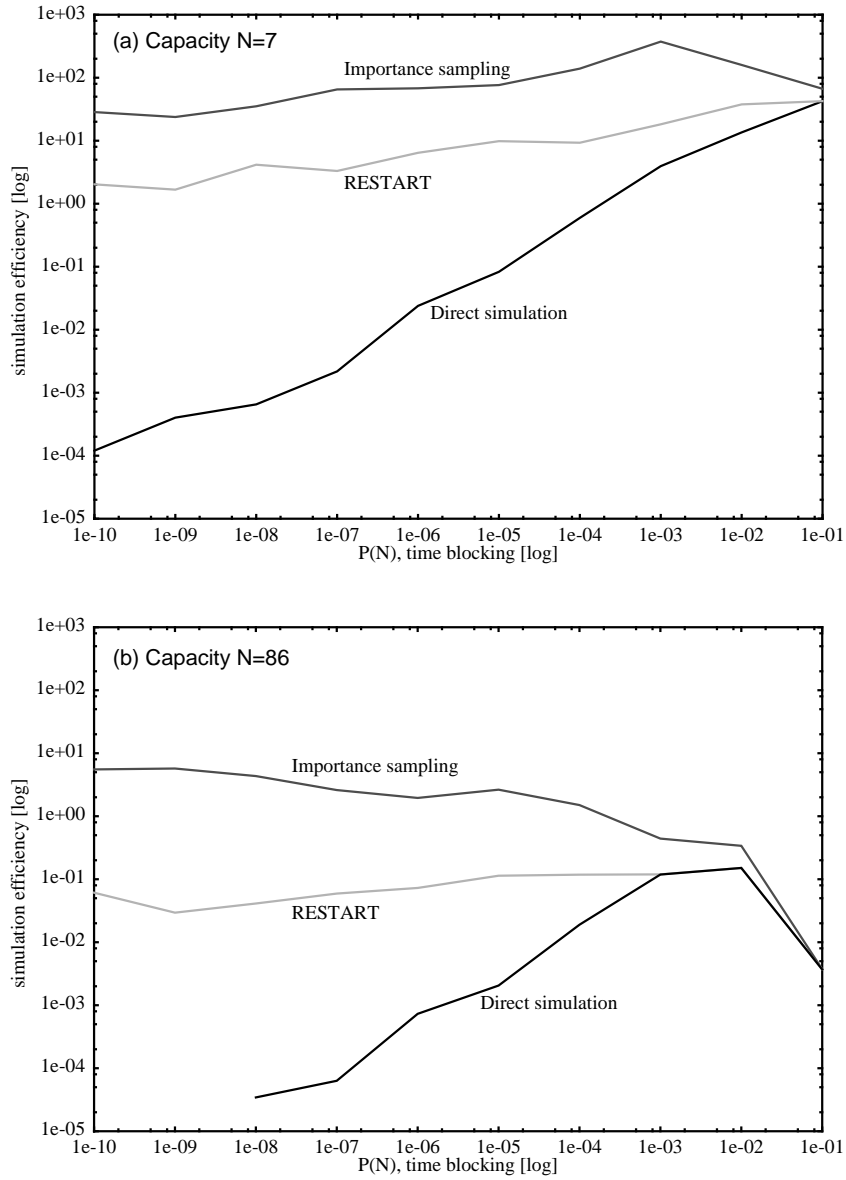 (a) Capacity N=7
simulation efficiency [log]
1e+03
1e+02
1e+01
1e+00
1e-01
1e-02
1e-03
1e-04
1e-05
Importance sampling
RESTART
Direct simulation
1e-10 1e-09 1e-08 1e-07 1e-06 1e-05 1e-04 1e-03 1e-02 1e-01
P(N), time blocking [log]
(b) Capacity N=86
simulation efficiency [log]
1e+03
1e+02
1e+01
1e+00
1e-01
1e-02
1e-03
1e-04
1e-05
Importance sampling
RESTART
Direct simulation
1e-10 1e-09 1e-08 1e-07 1e-06 1e-05 1e-04 1e-03 1e-02 1e-01
P(N), time blocking [log]